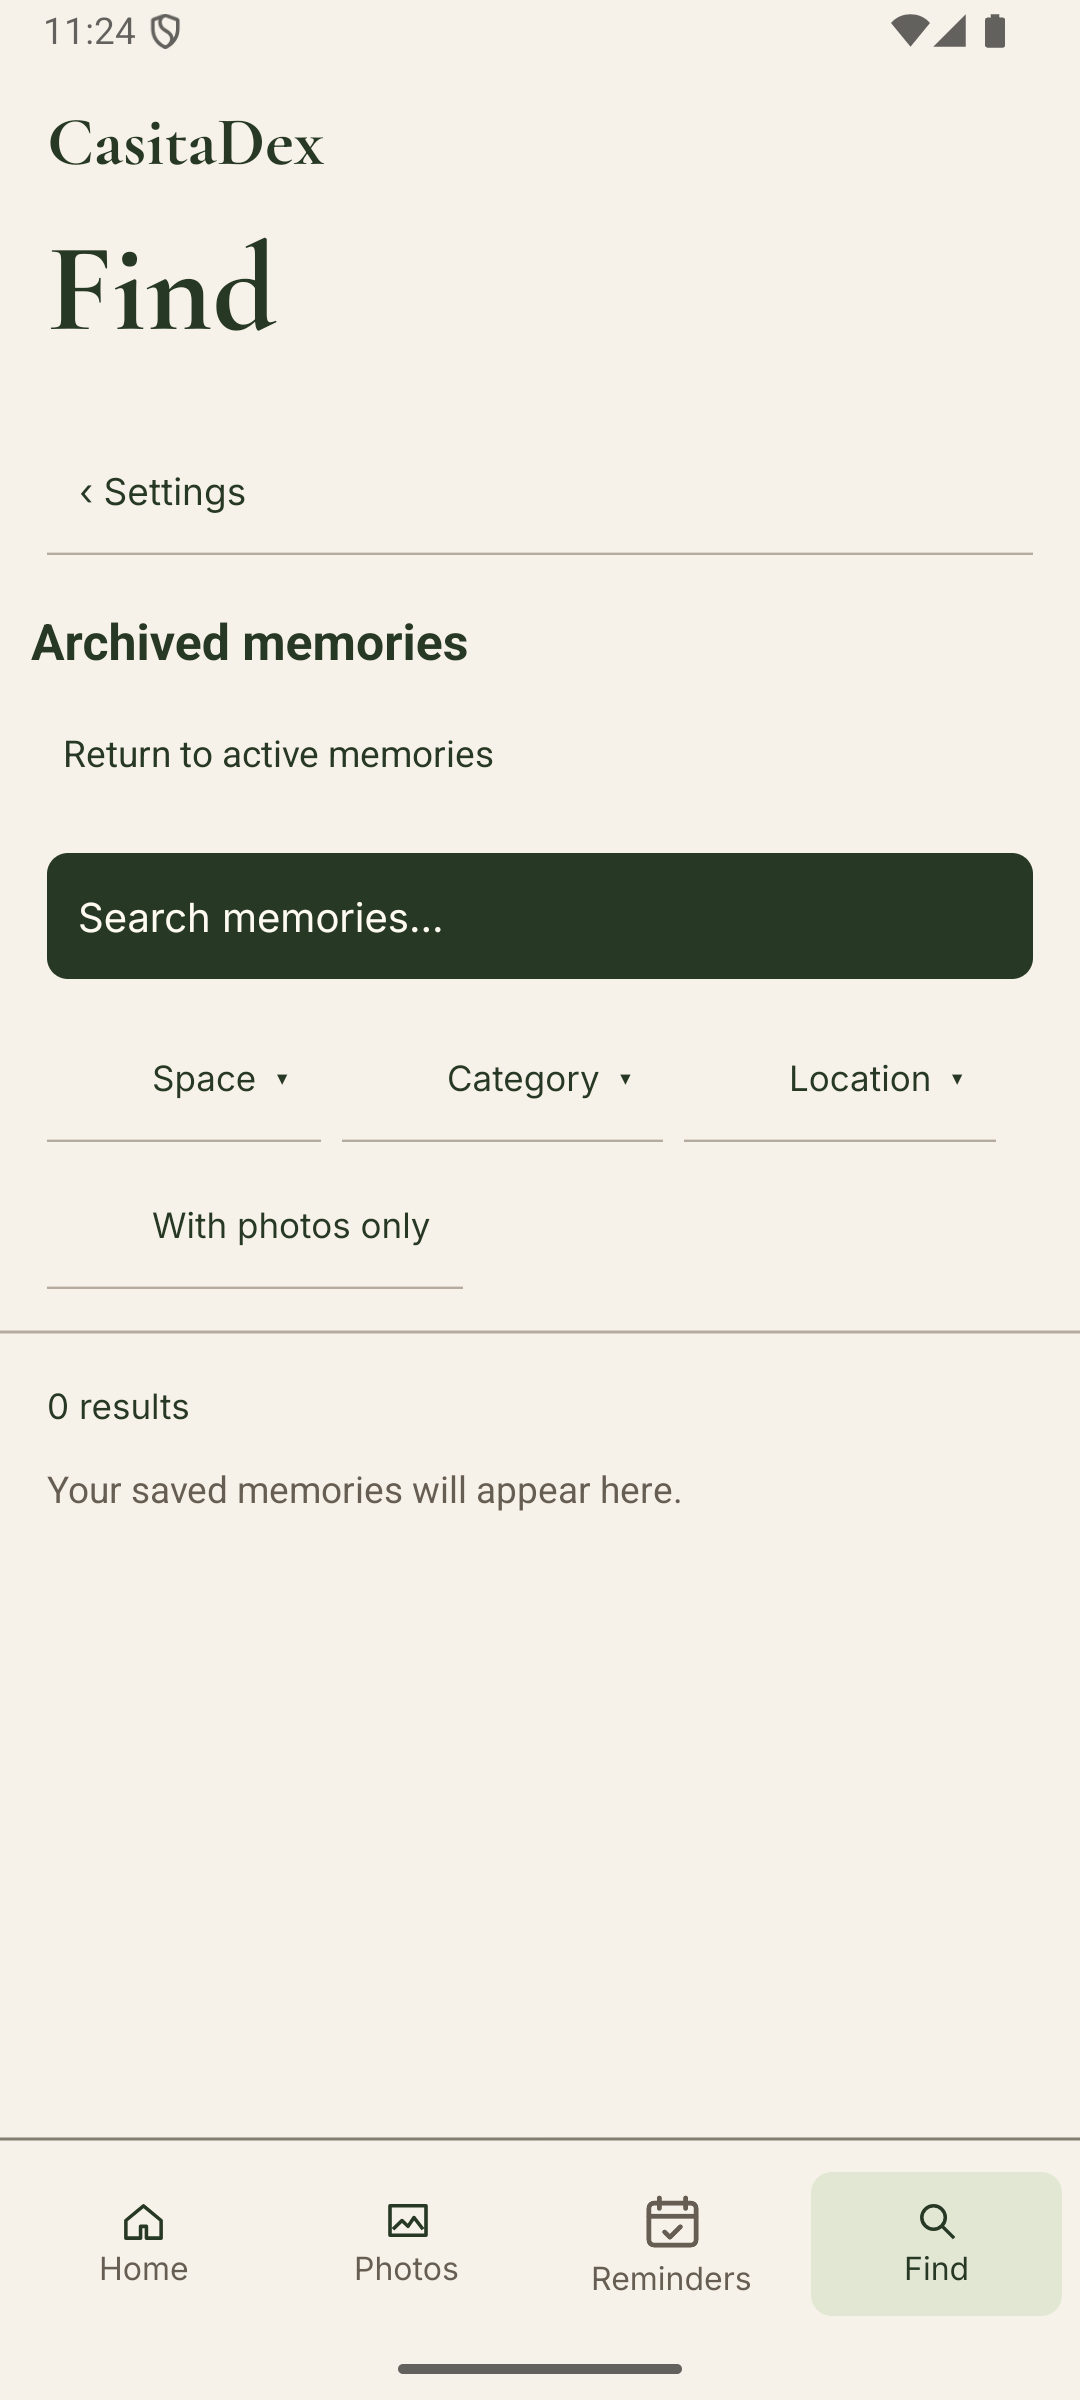 11:24
CasitaDex
Find
‹ Settings
Archived memories
Return to active memories
Search memories...
Space ▾ Category ▾ Location ▾
With photos only
0 results
Your saved memories will appear here.
Home Photos Reminders Find